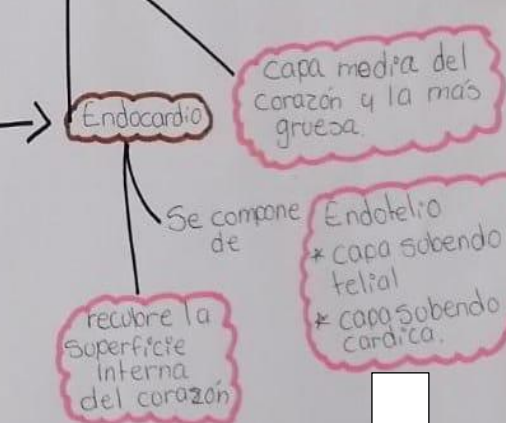 capa media del
corazón y la más
gruesa.
Endocardio
Se compone
de
Endotelio
* capa subendo
telial
* capa subendo
cardica.
recubre la
superficie
interna
del corazón